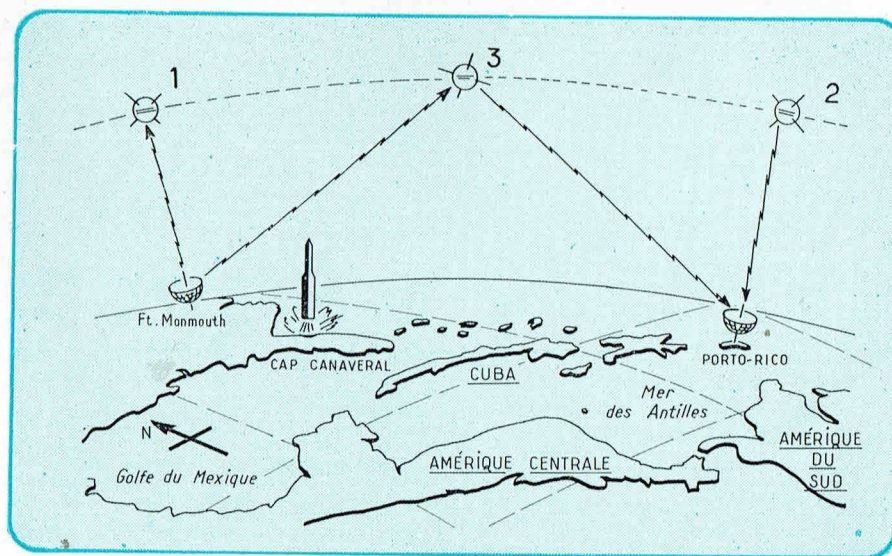 1
3
2
Ft. Monmouth
CAP CANAVERAL
CUBA
PORTO-RICO
Mer
des Antilles
N
Golfe du Mexique
AMÉRIQUE CENTRALE
AMÉRIQUE
DU
SUD